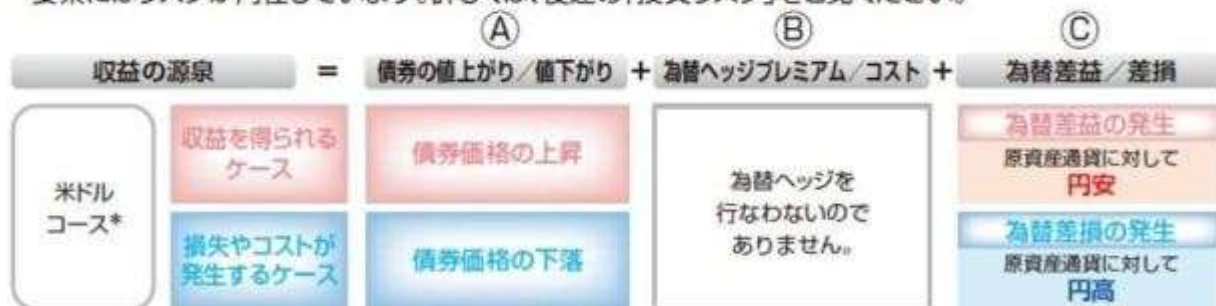 Ⓐ Ⓑ Ⓒ
収益の源泉 = 債券の値上がり／値下がり + 為替ヘッジプレミアム／コスト + 為替差益／差損
米ドル
コース*
収益を得られる
ケース
債券価格の上昇
損失やコストが
発生するケース
債券価格の下落
為替ヘッジを
行なわないので
ありません。
為替差益の発生
原資産通貨に対して
円安
為替差損の発生
原資産通貨に対して
円高